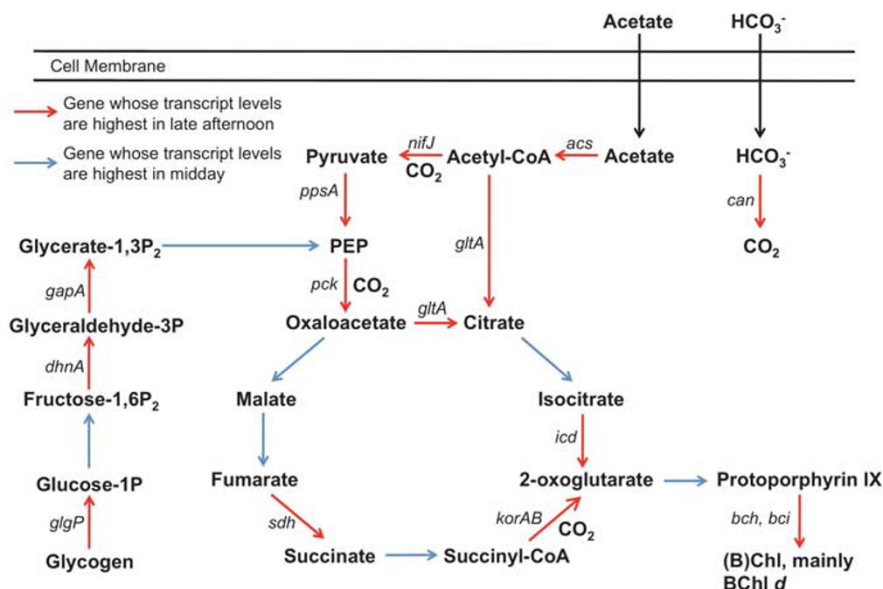 Acetate HCO₃⁻
Cell Membrane
Gene whose transcript levels
are highest in late afternoon
Gene whose transcript levels
are highest in midday
Pyruvate nifJ CO₂ Acetyl-CoA acs Acetate HCO₃⁻
ppsA can
Glycerate-1,3P₂ PEP gltA CO₂
gapA pck CO₂
Glyceraldehyde-3P Oxaloacetate gltA Citrate
dhnA
Fructose-1,6P₂ Malate Isocitrate
icd
Glucose-1P Fumarate 2-oxoglutarate Protoporphyrin IX
glgP sdh korAB CO₂ bch, bci
Glycogen Succinate Succinyl-CoA (B)Chl, mainly
BChl d